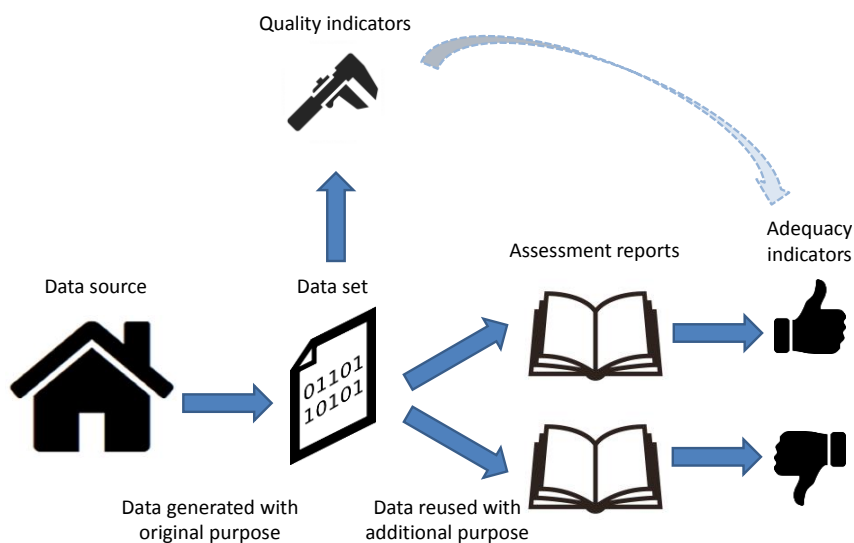 Quality indicators
Adequacy
indicators
Assessment reports
Data source
Data set
01101
10101
Data generated with
original purpose
Data reused with
additional purpose